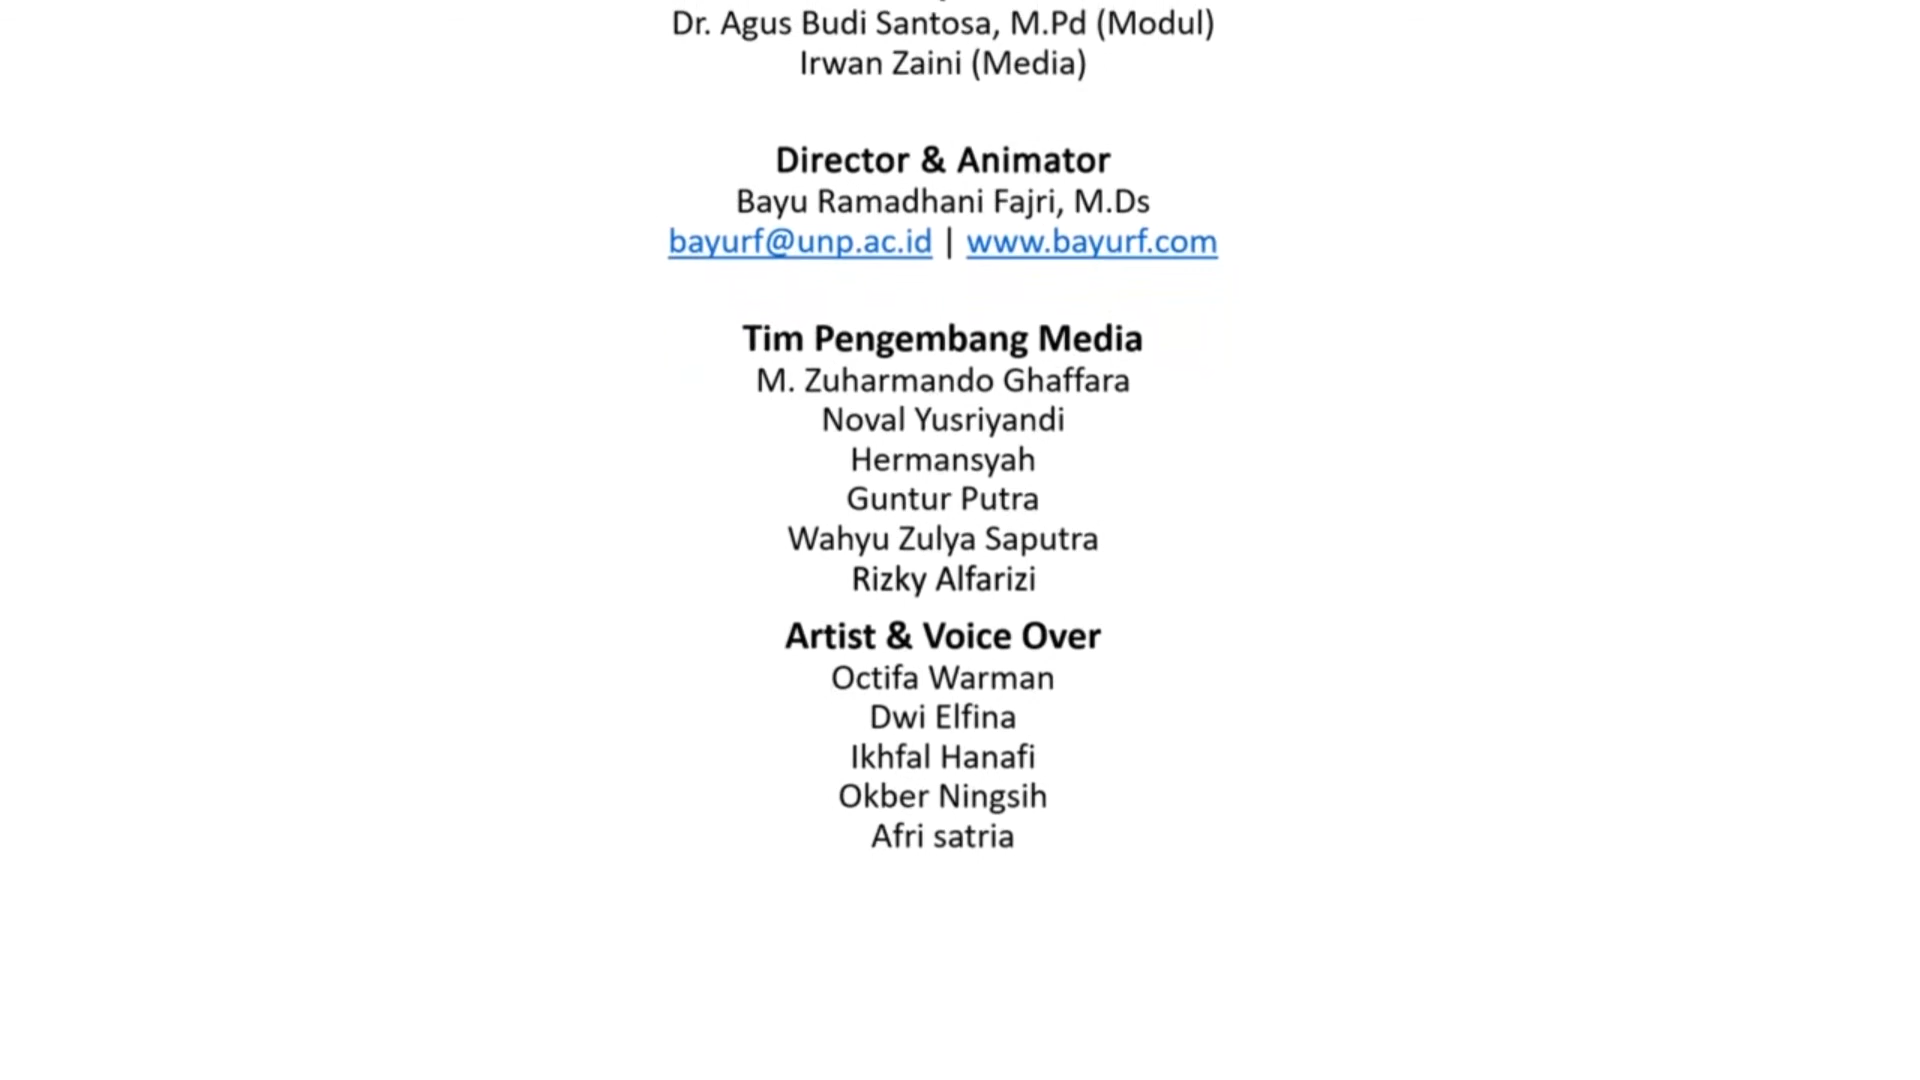 Dr. Agus Budi Santosa, M.Pd (Modul)
Irwan Zaini (Media)
Director & Animator
Bayu Ramadhani Fajri, M.Ds
bayurf@unp.ac.id | www.bayurf.com
Tim Pengembang Media
M. Zuharmando Ghaffara
Noval Yusriyandi
Hermansyah
Guntur Putra
Wahyu Zulya Saputra
Rizky Alfarizi
Artist & Voice Over
Octifa Warman
Dwi Elfina
Ikhfal Hanafi
Okber Ningsih
Afri satria